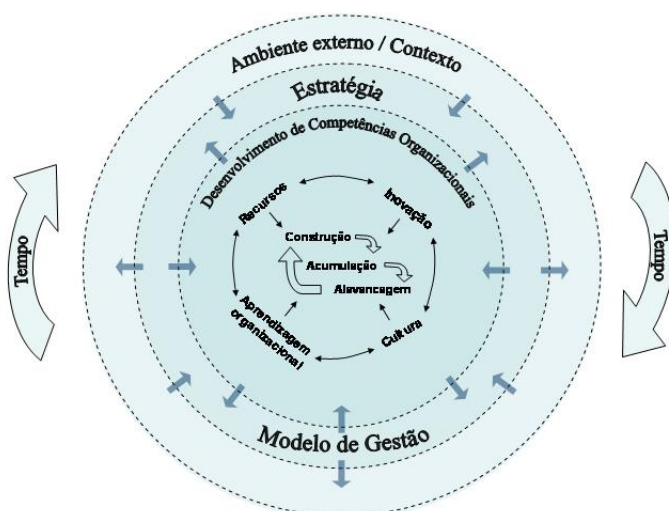 Ambiente externo / Contexto
Estratégia
Desenvolvimento de Competências Organizacionais
Recursos
Inovação
Construção
Tempo
Acumulação
Tempo
Alavancagem
Aprendizagem
organizacional
Cultura
Modelo de Gestão